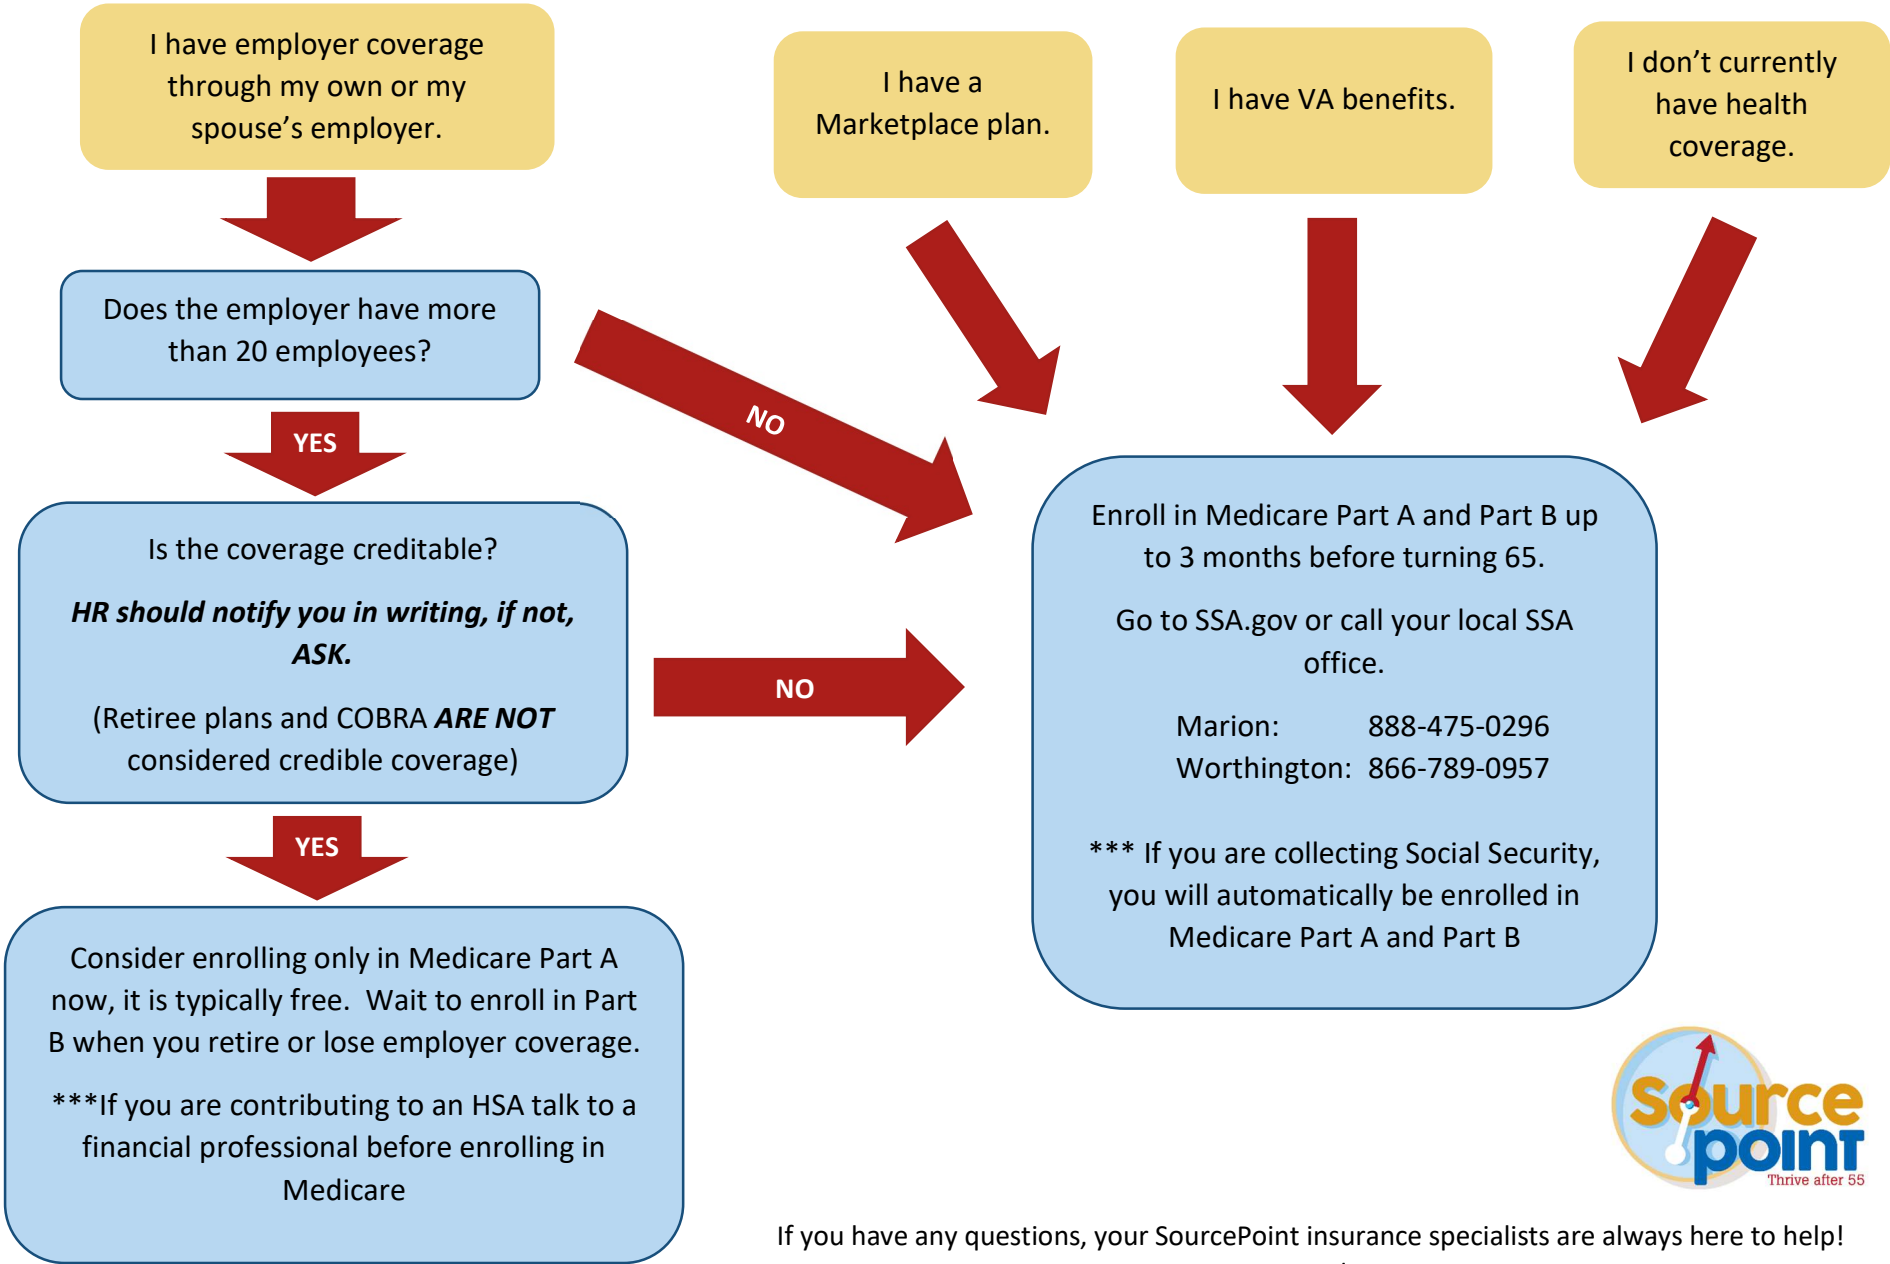 I have employer coverage
through my own or my
spouse's employer.
I have a
Marketplace plan.
I have VA benefits.
I don't currently
have health
coverage.
Does the employer have more
than 20 employees?
NO
YES
Is the coverage creditable?
HR should notify you in writing, if not,
ASK.
(Retiree plans and COBRA ARE NOT
considered credible coverage)
NO
YES
Consider enrolling only in Medicare Part A
now, it is typically free.  Wait to enroll in Part
B when you retire or lose employer coverage.
***If you are contributing to an HSA talk to a
financial professional before enrolling in
Medicare
Enroll in Medicare Part A and Part B up
to 3 months before turning 65.
Go to SSA.gov or call your local SSA
office.
Marion: 888-475-0296
Worthington: 866-789-0957
*** If you are collecting Social Security,
you will automatically be enrolled in
Medicare Part A and Part B
Source
point
Thrive after 55
If you have any questions, your SourcePoint insurance specialists are always here to help!